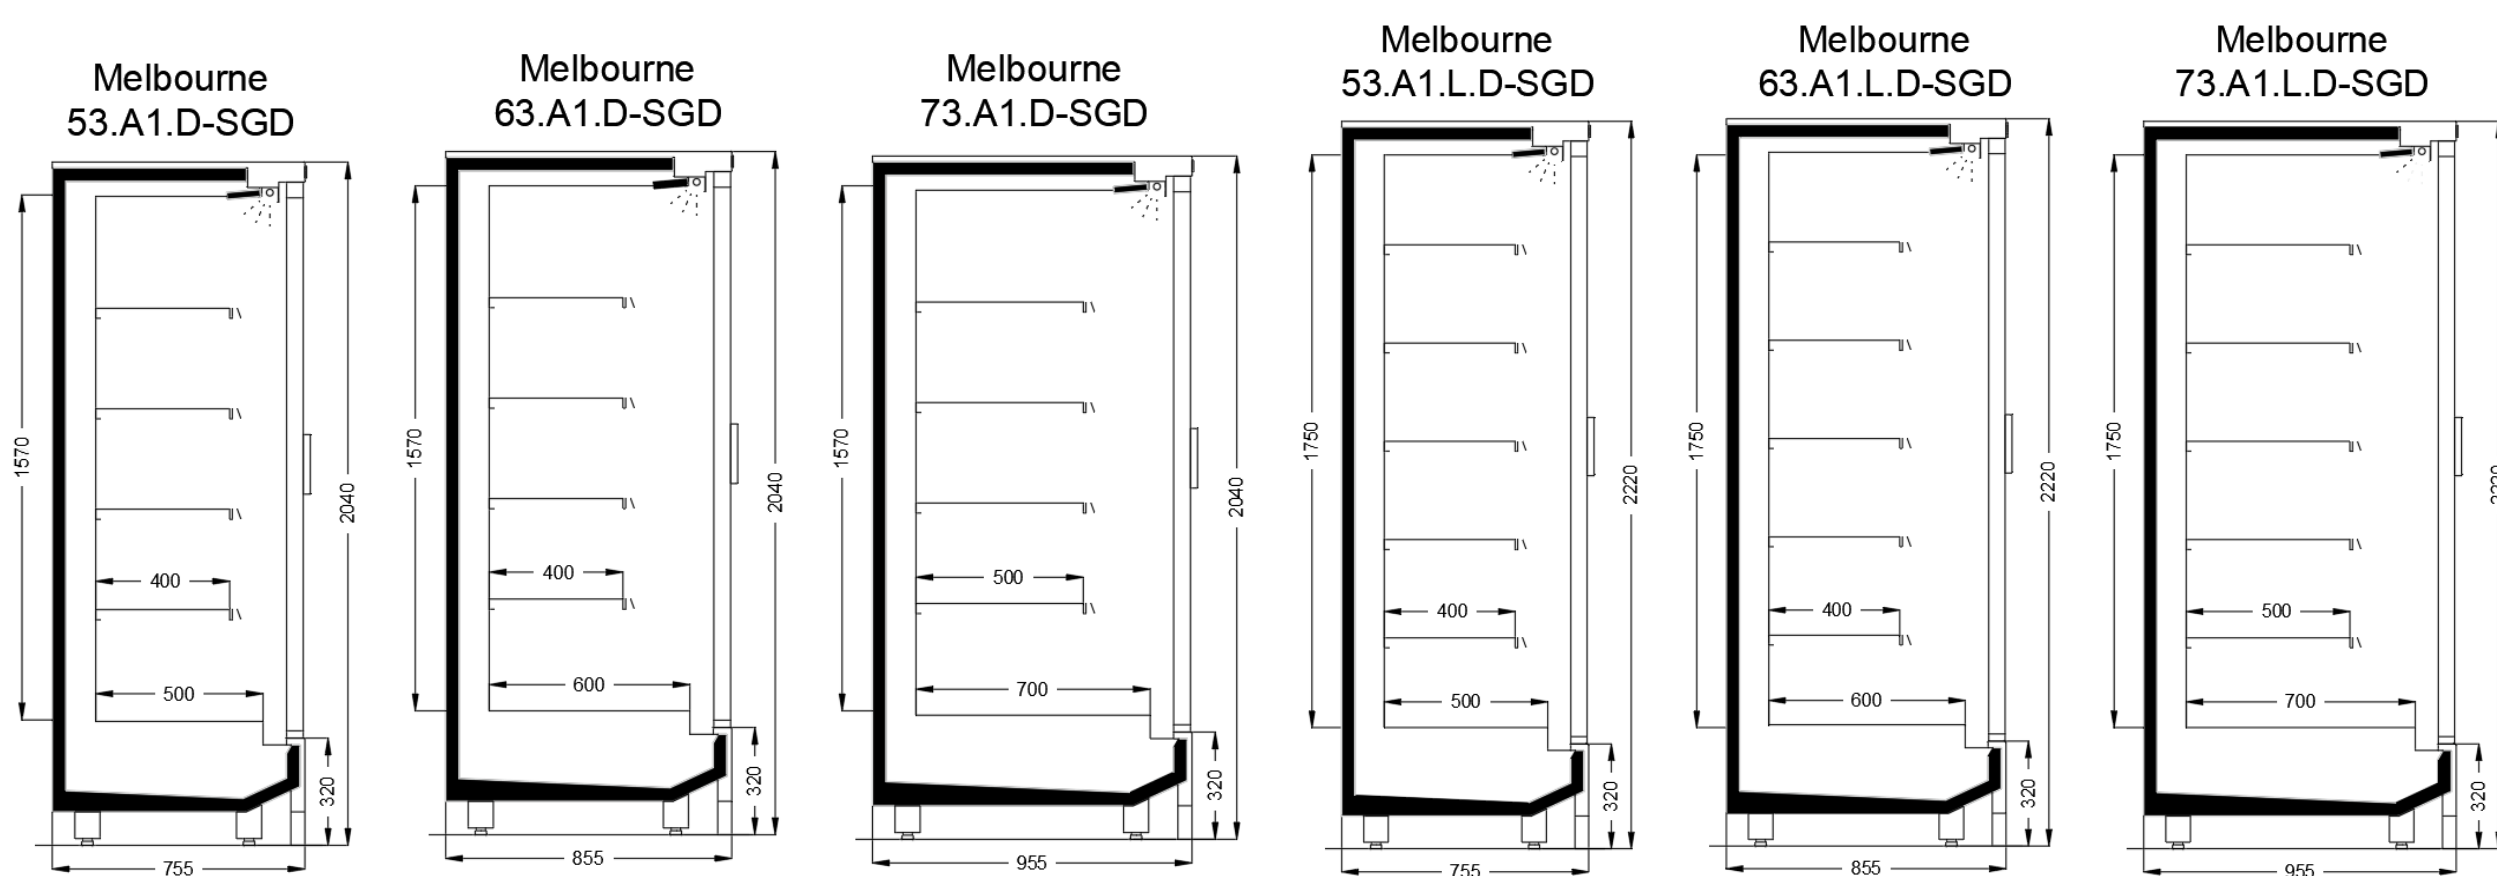 Melbourne
53.A1.D-SGD
1570
2040
400
500
320
755
Melbourne
63.A1.D-SGD
1570
2040
400
600
320
855
Melbourne
73.A1.D-SGD
1570
2040
500
700
320
955
Melbourne
53.A1.L.D-SGD
1750
2220
400
500
320
755
Melbourne
63.A1.L.D-SGD
1750
2220
400
600
320
855
Melbourne
73.A1.L.D-SGD
1750
500
700
320
955